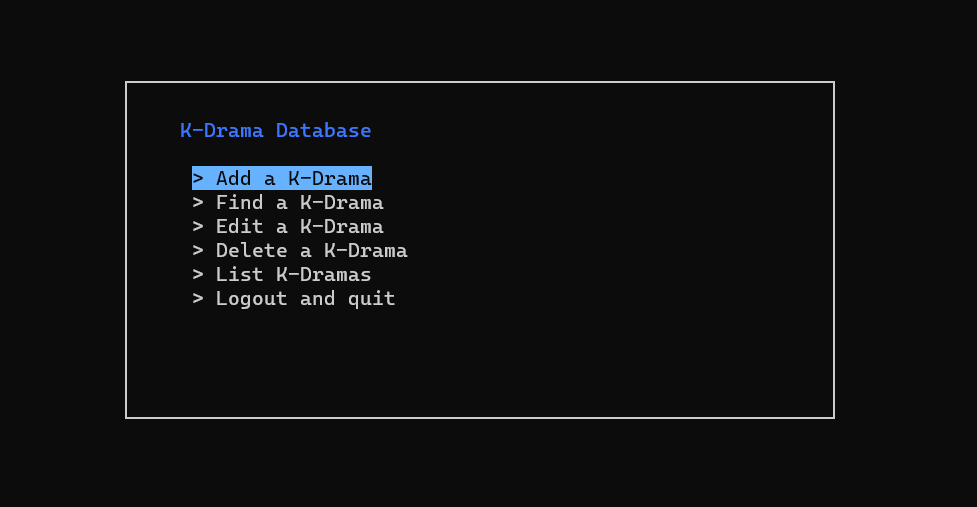 K-Drama Database
> Add a K-Drama
> Find a K-Drama
> Edit a K-Drama
> Delete a K-Drama
> List K-Dramas
> Logout and quit